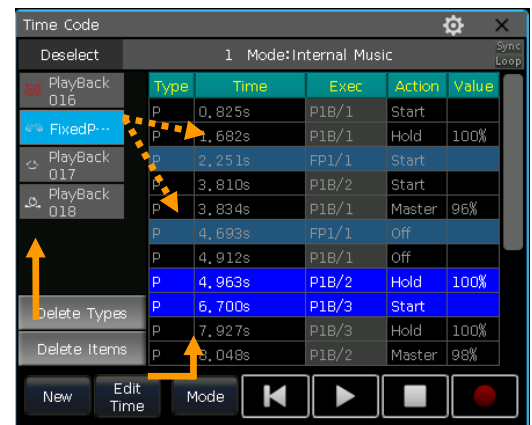 Time Code
Deselect 1 Mode:Internal Music Sync Loop
PlayBack 016
FixedP···
PlayBack 017
PlayBack 018
Delete Types
Delete Items
Type Time Exec Action Value
P 0.825s P1B/1 Start
P 1.682s P1B/1 Hold 100%
P 2.251s FP1/1 Start
P 3.810s P1B/2 Start
P 3.834s P1B/1 Master 96%
P 4.693s FP1/1 Off
P 4.912s P1B/1 Off
P 4.963s P1B/2 Hold 100%
P 6.700s P1B/3 Start
P 7.927s P1B/3 Hold 100%
P 8.048s P1B/2 Master 98%
New Edit Time Mode